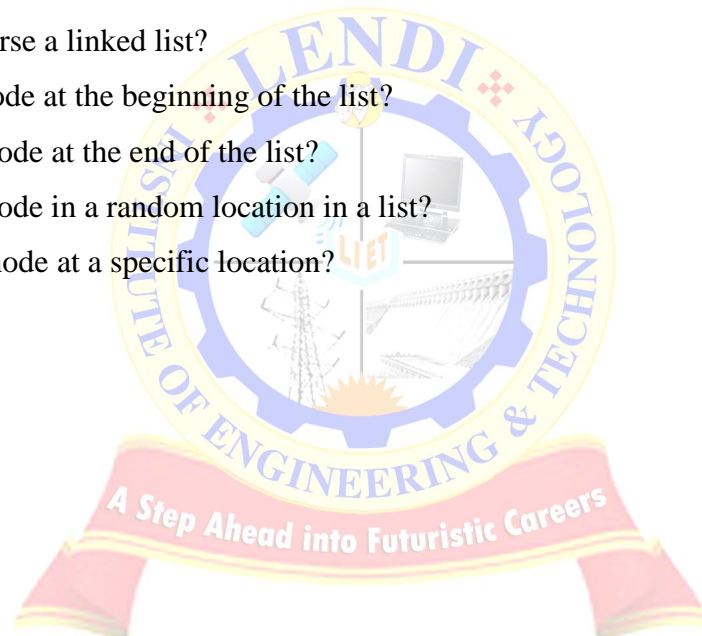 rse a linked list?
ode at the beginning of the list?
ode at the end of the list?
ode in a random location in a list?
node at a specific location?
LENDI
INSTITUTE OF ENGINEERING & TECHNOLOGY
LIET
A Step Ahead into Futuristic Careers